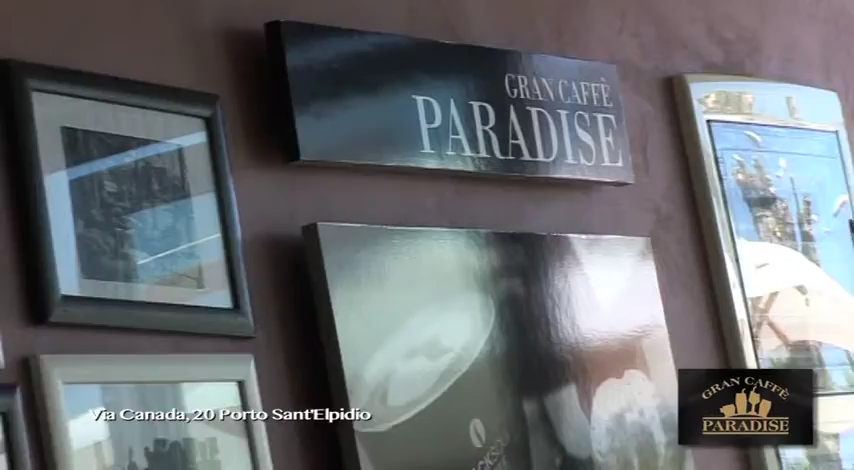 GRAN CAFFÈ
PARADISE
Via Canada, 20 Porto Sant'Elpidio
GRAN CAFFÈ
PARADISE